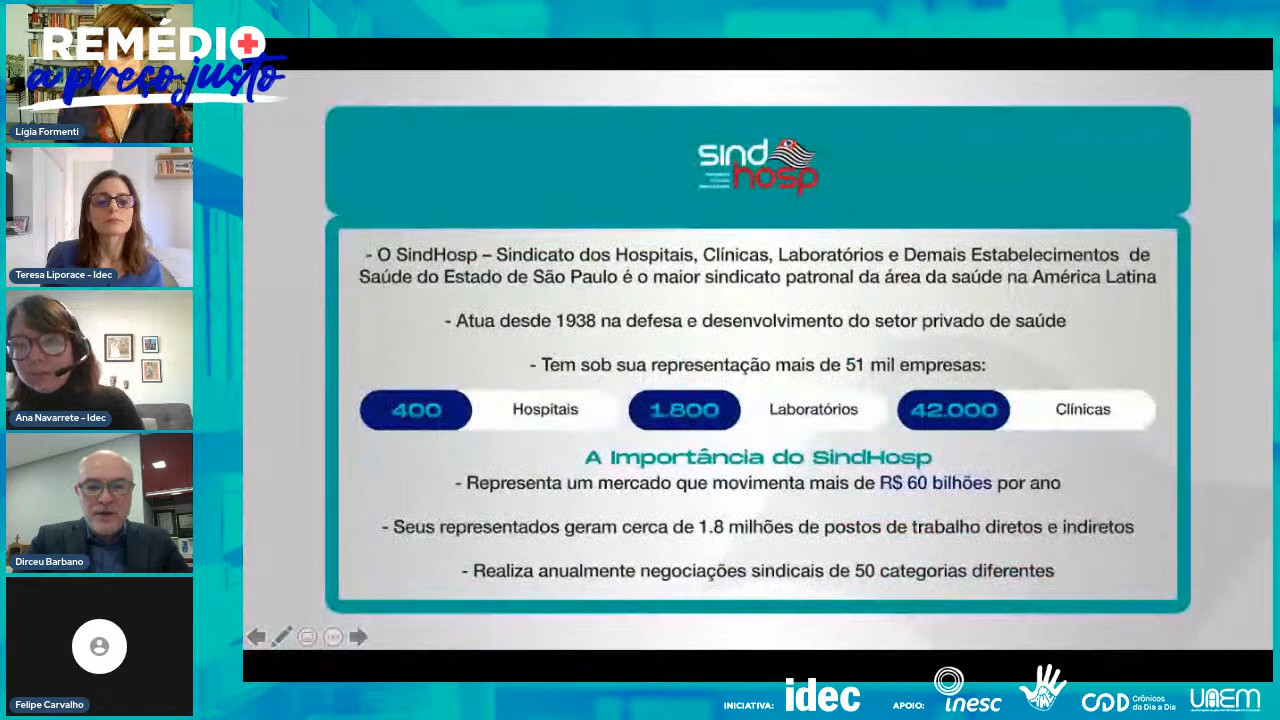 REMÉDIO
a preço justo
Lígia Formenti
Teresa Liporace - Idec
Ana Navarrete - Idec
Dirceu Barbano
Felipe Carvalho
sind
hosp
- O SindHosp – Sindicato dos Hospitais, Clínicas, Laboratórios e Demais Estabelecimentos de
Saúde do Estado de São Paulo é o maior sindicato patronal da área da saúde na América Latina
- Atua desde 1938 na defesa e desenvolvimento do setor privado de saúde
- Tem sob sua representação mais de 51 mil empresas:
400 Hospitais 1.800 Laboratórios 42.000 Clínicas
A Importância do SindHosp
- Representa um mercado que movimenta mais de R$ 60 bilhões por ano
- Seus representados geram cerca de 1.8 milhões de postos de trabalho diretos e indiretos
- Realiza anualmente negociações sindicais de 50 categorias diferentes
INICIATIVA: idec APOIO: inesc CDD Crônicos
do Dia a Dia UAEM